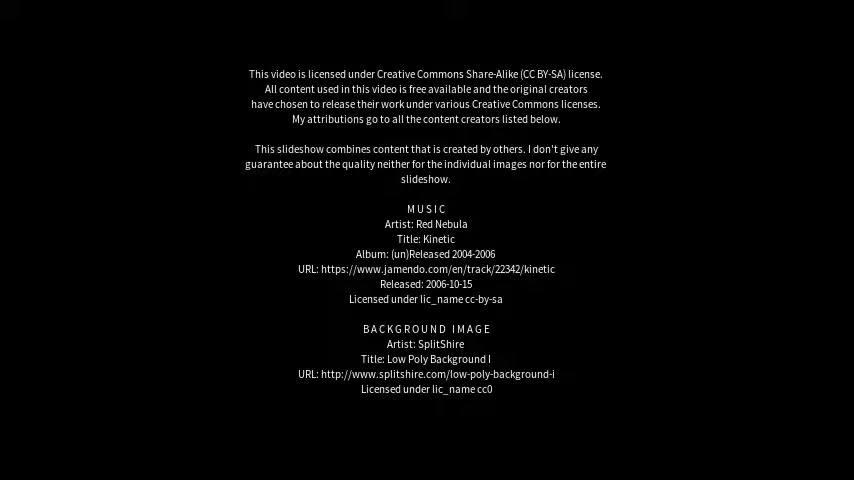 This video is licensed under Creative Commons Share-Alike (CC BY-SA) license.
All content used in this video is free available and the original creators
have chosen to release their work under various Creative Commons licenses.
My attributions go to all the content creators listed below.
This slideshow combines content that is created by others. I don't give any
guarantee about the quality neither for the individual images nor for the entire
slideshow.
MUSIC
Artist: Red Nebula
Title: Kinetic
Album: (un)Released 2004-2006
URL: https://www.jamendo.com/en/track/22342/kinetic
Released: 2006-10-15
Licensed under lic_name cc-by-sa
BACKGROUND IMAGE
Artist: SplitShire
Title: Low Poly Background I
URL: http://www.splitshire.com/low-poly-background-i
Licensed under lic_name cc0